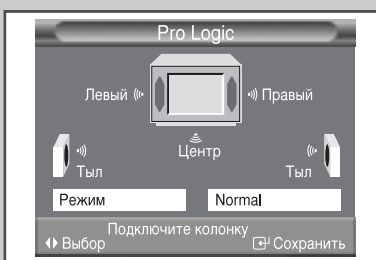 Pro Logic
Левый Правый
Центр
Тыл Тыл
Режим Normal
Подключите колонку
Выбор Сохранить